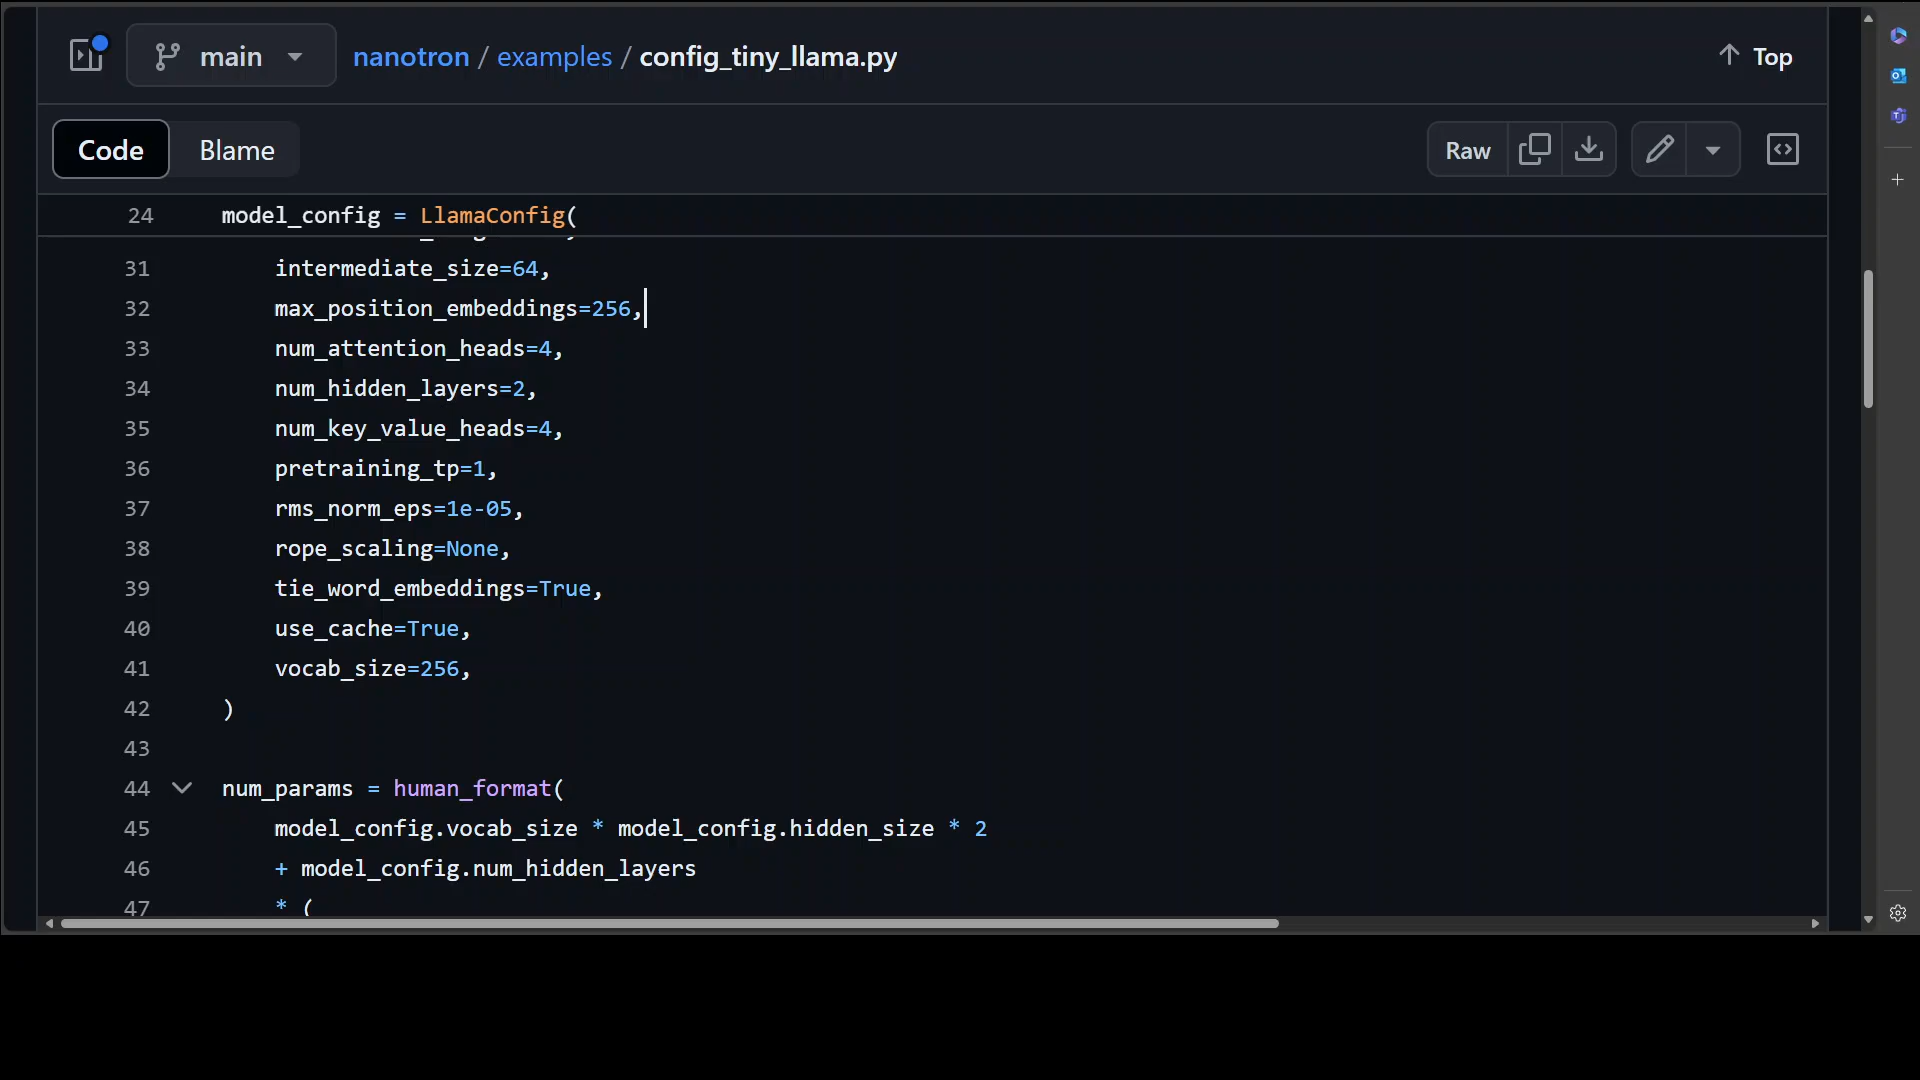 main
nanotron / examples / config_tiny_llama.py
Top
Code
Blame
Raw
24 model_config = LlamaConfig(
31 intermediate_size=64,
32 max_position_embeddings=256,
33 num_attention_heads=4,
34 num_hidden_layers=2,
35 num_key_value_heads=4,
36 pretraining_tp=1,
37 rms_norm_eps=1e-05,
38 rope_scaling=None,
39 tie_word_embeddings=True,
40 use_cache=True,
41 vocab_size=256,
42 )
43
44 num_params = human_format(
45 model_config.vocab_size * model_config.hidden_size * 2
46 + model_config.num_hidden_layers
47 * (